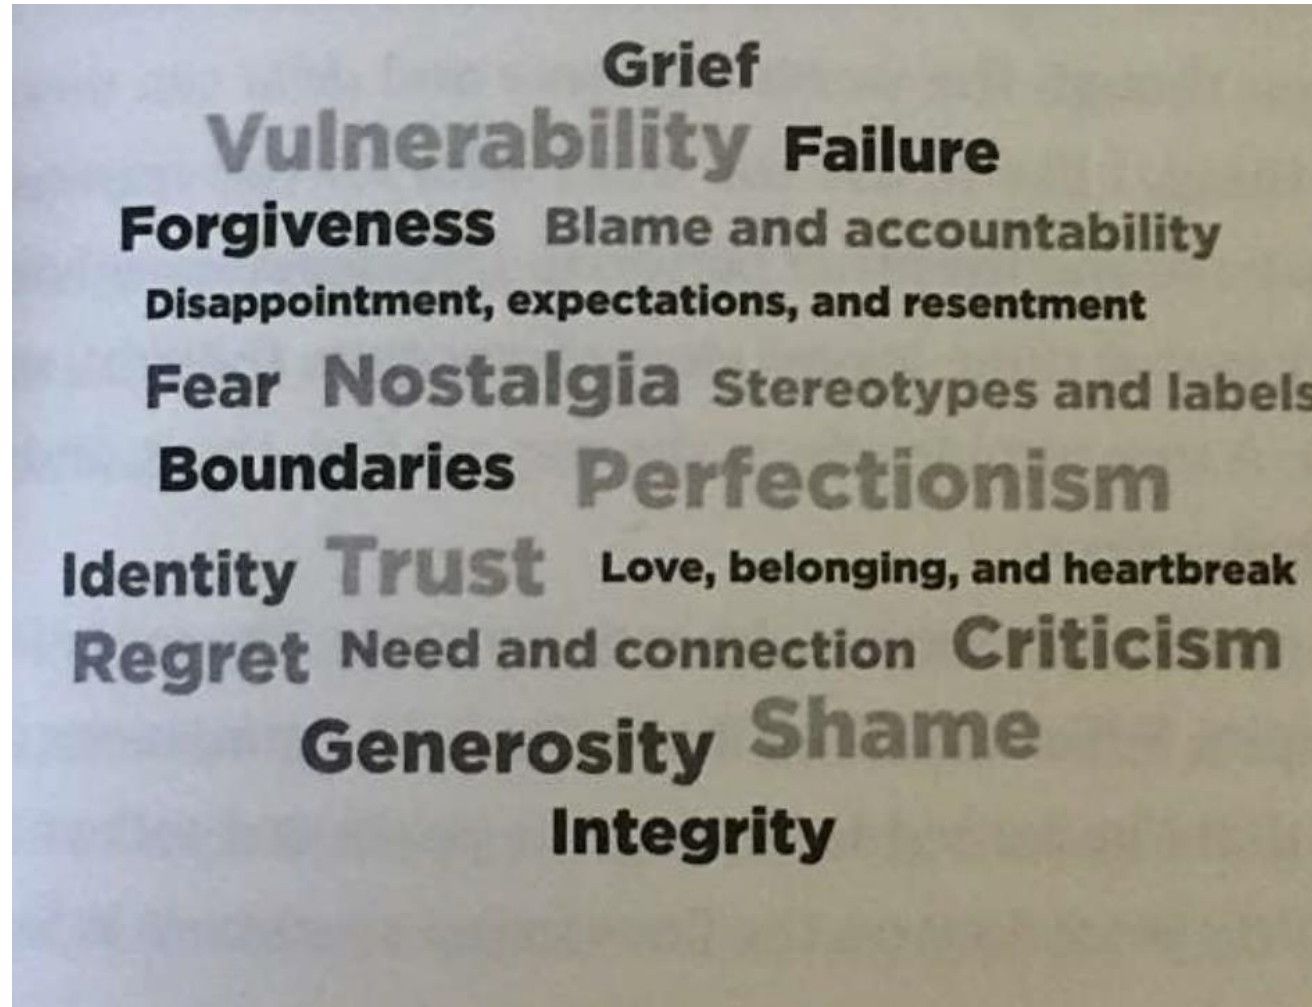 Grief
Vulnerability Failure
Forgiveness Blame and accountability
Disappointment, expectations, and resentment
Fear Nostalgia Stereotypes and labels
Boundaries Perfectionism
Identity Trust Love, belonging, and heartbreak
Regret Need and connection Criticism
Generosity Shame
Integrity